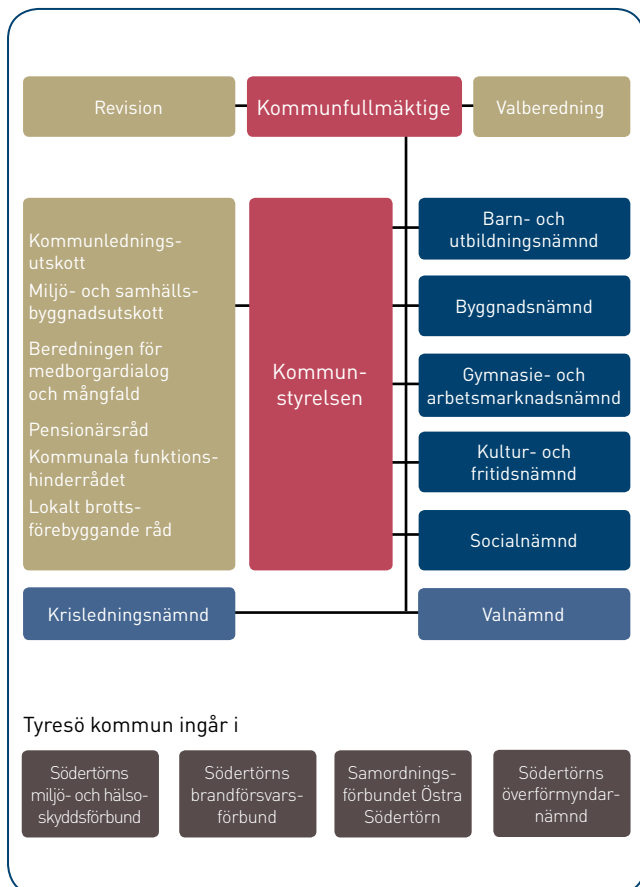 Revision
Kommunfullmäktige
Valberedning
Kommunlednings-
utskott
Miljö- och samhälls-
byggnadsutskott
Beredningen för
medborgardialog
och mångfald
Pensionärsråd
Kommunala funktions-
hinderrådet
Lokalt brotts-
förebyggande råd
Kommun-
styrelsen
Barn- och
utbildningsnämnd
Byggnadsnämnd
Gymnasie- och
arbetsmarknadsnämnd
Kultur- och
fritidsnämnd
Socialnämnd
Krisledningsnämnd
Valnämnd
Tyresö kommun ingår i
Södertörns
miljö- och hälso-
skyddsförbund
Södertörns
brandförsvars-
förbund
Samordnings-
förbundet Östra
Södertörn
Södertörns
överförmyndar-
nämnd